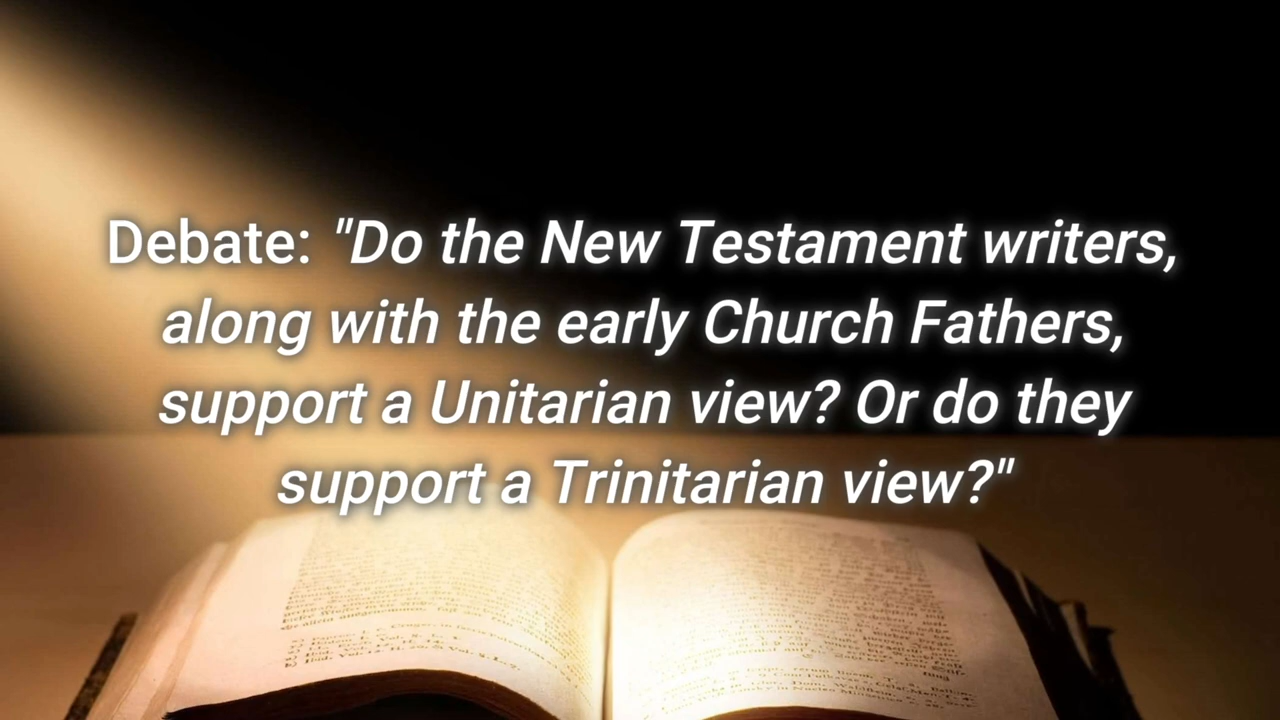 Debate: "Do the New Testament writers,
along with the early Church Fathers,
support a Unitarian view? Or do they
support a Trinitarian view?"